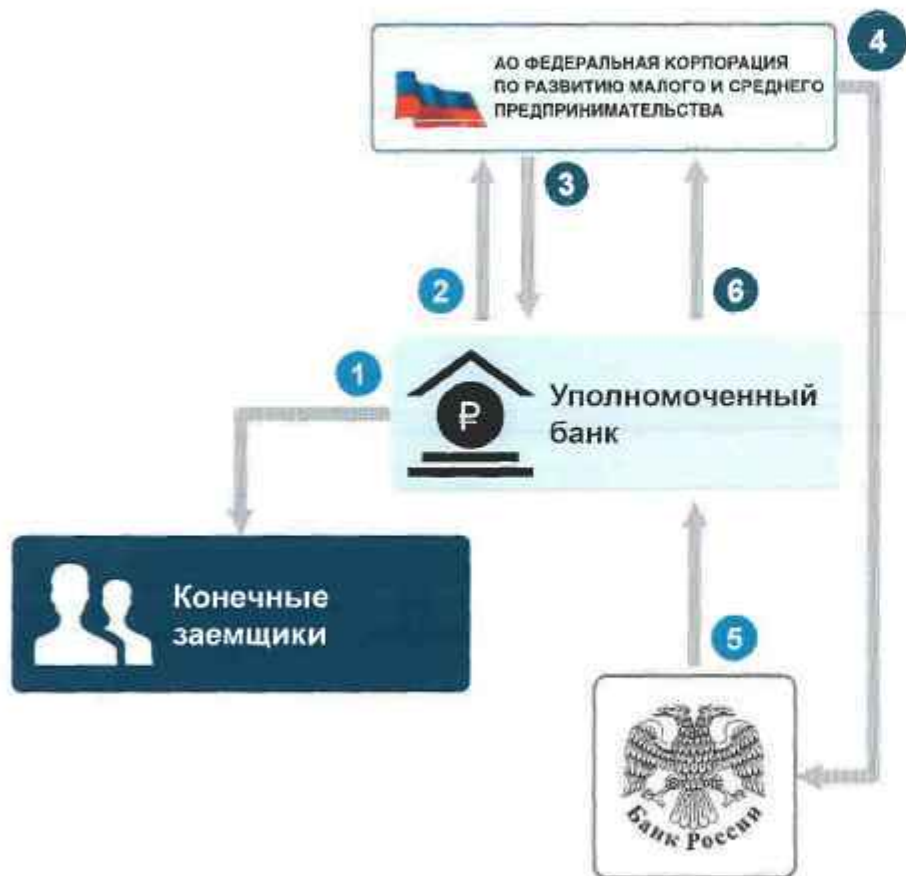 4
АО ФЕДЕРАЛЬНАЯ КОРПОРАЦИЯ
ПО РАЗВИТИЮ МАЛОГО И СРЕДНЕГО
ПРЕДПРИНИМАТЕЛЬСТВА
3
2
6
1
₽
Уполномоченный
банк
Конечные
заемщики
5
Банк России